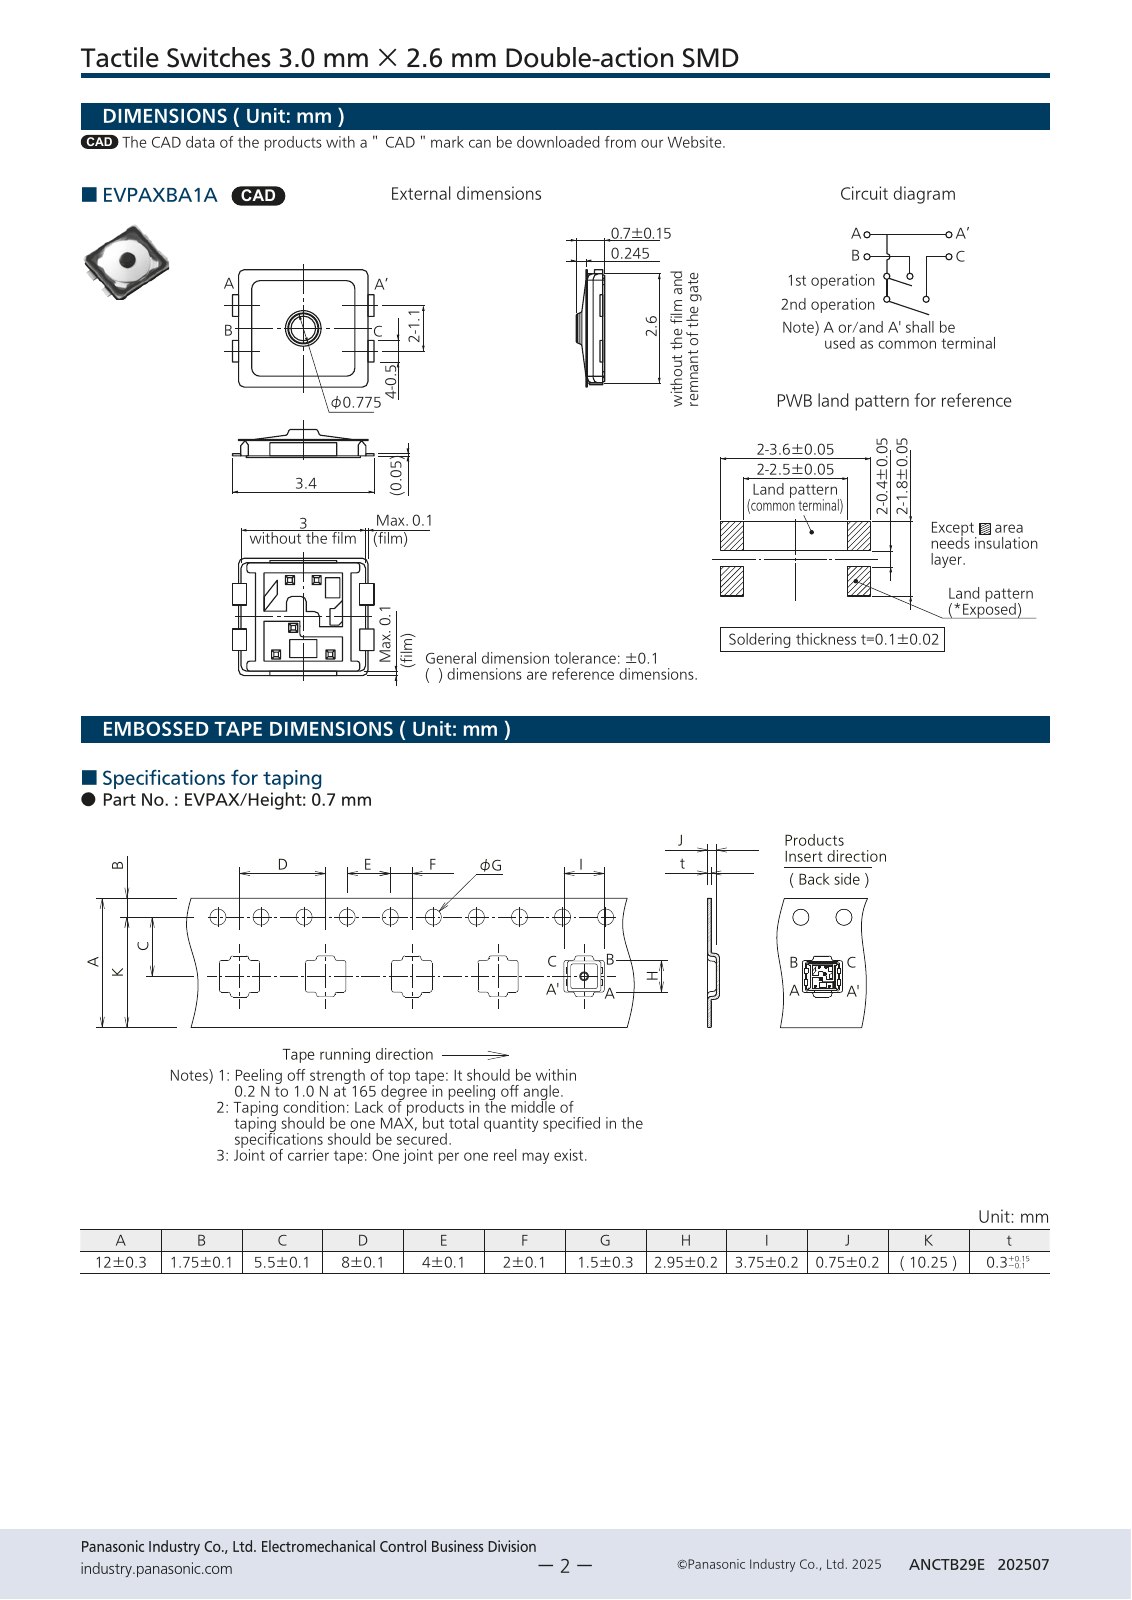 Tactile Switches 3.0 mm × 2.6 mm Double-action SMD
DIMENSIONS ( Unit: mm )
CAD The CAD data of the products with a " CAD " mark can be downloaded from our Website.
■ EVPAXBA1A CAD
External dimensions
Circuit diagram
A
A'
B
C
2-1.1
4-0.5
ϕ0.775
0.7±0.15
0.245
2.6
without the film and
remnant of the gate
A
A'
B
C
1st operation
2nd operation
Note) A or/and A' shall be
used as common terminal
3.4
(0.05)
PWB land pattern for reference
2-3.6±0.05
2-2.5±0.05
Land pattern
(common terminal)
2-0.4±0.05
2-1.8±0.05
Except area
needs insulation
layer.
Land pattern
(*Exposed)
Soldering thickness t=0.1±0.02
3
without the film
Max. 0.1
(film)
Max. 0.1
(film)
General dimension tolerance: ±0.1
( ) dimensions are reference dimensions.
EMBOSSED TAPE DIMENSIONS ( Unit: mm )
■ Specifications for taping
● Part No. : EVPAX/Height: 0.7 mm
B
D
E
F
ϕG
I
A
K
C
C
B
A'
A
H
J
t
Products
Insert direction
( Back side )
B
C
A
A'
Tape running direction
Notes) 1: Peeling off strength of top tape: It should be within
0.2 N to 1.0 N at 165 degree in peeling off angle.
2: Taping condition: Lack of products in the middle of
taping should be one MAX, but total quantity specified in the
specifications should be secured.
3: Joint of carrier tape: One joint per one reel may exist.
Unit: mm
A B C D E F G H I J K t
12±0.3 1.75±0.1 5.5±0.1 8±0.1 4±0.1 2±0.1 1.5±0.3 2.95±0.2 3.75±0.2 0.75±0.2 ( 10.25 ) 0.3+0.15 −0.1
Panasonic Industry Co., Ltd. Electromechanical Control Business Division
industry.panasonic.com
— 2 —
©Panasonic Industry Co., Ltd. 2025
ANCTB29E 202507